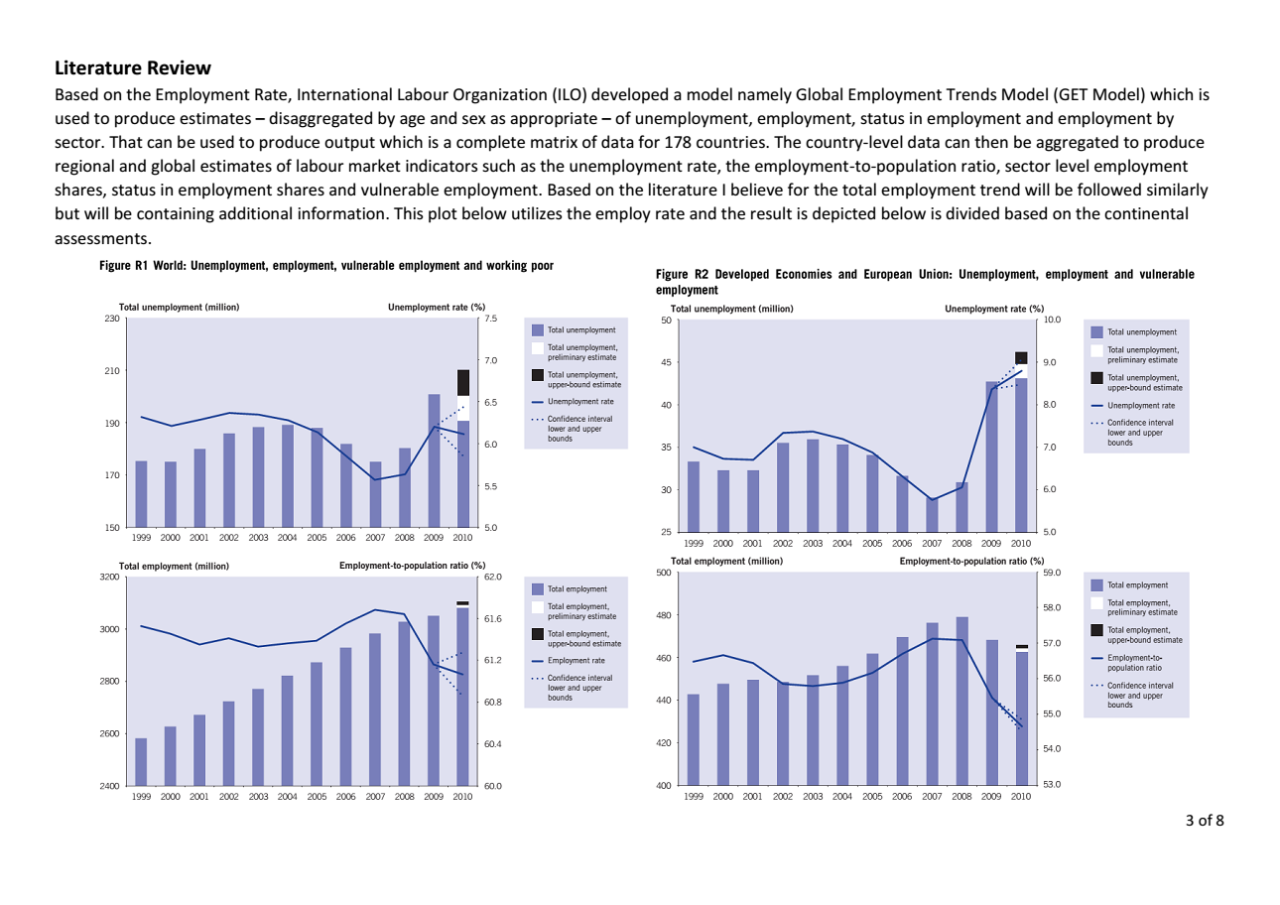 Literature Review
Based on the Employment Rate, International Labour Organization (ILO) developed a model namely Global Employment Trends Model (GET Model) which is
used to produce estimates – disaggregated by age and sex as appropriate – of unemployment, employment, status in employment and employment by
sector. That can be used to produce output which is a complete matrix of data for 178 countries. The country-level data can then be aggregated to produce
regional and global estimates of labour market indicators such as the unemployment rate, the employment-to-population ratio, sector level employment
shares, status in employment shares and vulnerable employment. Based on the literature I believe for the total employment trend will be followed similarly
but will be containing additional information. This plot below utilizes the employ rate and the result is depicted below is divided based on the continental
assessments.
Figure R1 World: Unemployment, employment, vulnerable employment and working poor
Total unemployment (million)
Unemployment rate (%)
230
210
190
170
150
7.5
7.0
6.5
6.0
5.5
5.0
1999 2000 2001 2002 2003 2004 2005 2006 2007 2008 2009 2010
Total unemployment
Total unemployment,
preliminary estimate
Total unemployment,
upper-bound estimate
Unemployment rate
Confidence interval
lower and upper
bounds
Total employment (million)
Employment-to-population ratio (%)
3200
3000
2800
2600
2400
62.0
61.6
61.2
60.8
60.4
60.0
1999 2000 2001 2002 2003 2004 2005 2006 2007 2008 2009 2010
Total employment
Total employment,
preliminary estimate
Total employment,
upper-bound estimate
Employment rate
Confidence interval
lower and upper
bounds
Figure R2 Developed Economies and European Union: Unemployment, employment and vulnerable
employment
Total unemployment (million)
Unemployment rate (%)
50
45
40
35
30
25
10.0
9.0
8.0
7.0
6.0
5.0
1999 2000 2001 2002 2003 2004 2005 2006 2007 2008 2009 2010
Total unemployment
Total unemployment,
preliminary estimate
Total unemployment,
upper-bound estimate
Unemployment rate
Confidence interval
lower and upper
bounds
Total employment (million)
Employment-to-population ratio (%)
500
480
460
440
420
400
59.0
58.0
57.0
56.0
55.0
54.0
53.0
1999 2000 2001 2002 2003 2004 2005 2006 2007 2008 2009 2010
Total employment
Total employment,
preliminary estimate
Total employment,
upper-bound estimate
Employment-to-
population ratio
Confidence interval
lower and upper
bounds
3 of 8